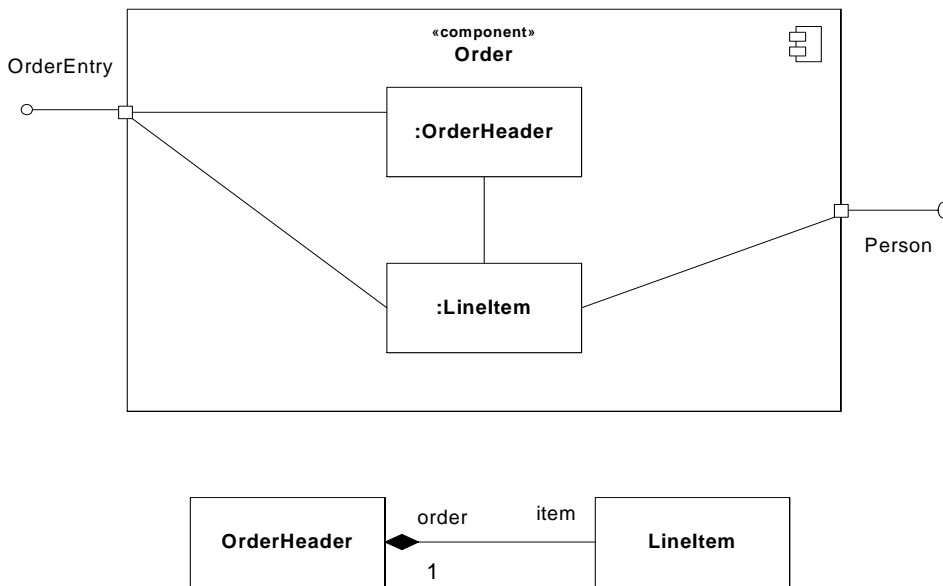 «component»
Order
OrderEntry
:OrderHeader
Person
:LineItem
order
item
OrderHeader
LineItem
1